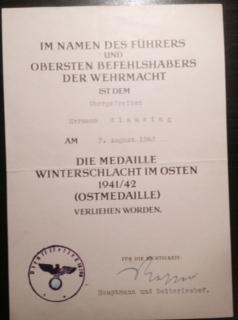 IM NAMEN DES FÜHRERS
UND
OBERSTEN BEFEHLSHABERS
DER WEHRMACHT
IST DEM
Obergefreiten
Hermann
AM 7. August 1942
DIE MEDAILLE
WINTERSCHLACHT IM OSTEN
1941/42
(OSTMEDAILLE)
VERLIEHEN WORDEN.
FÜR DIE RICHTIGKEIT:
Hauptmann und Batteriechef.